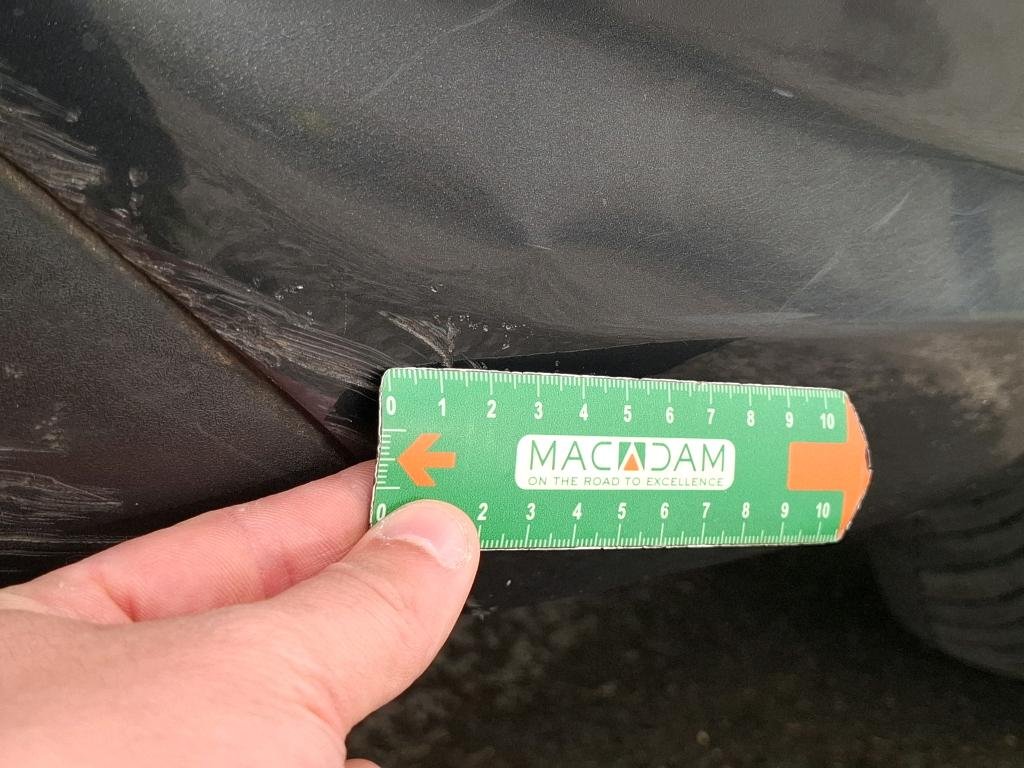 0 1 2 3 4 5 6 7 8 9 10
MACADAM
ON THE ROAD TO EXCELLENCE
0 2 3 4 5 6 7 8 9 10